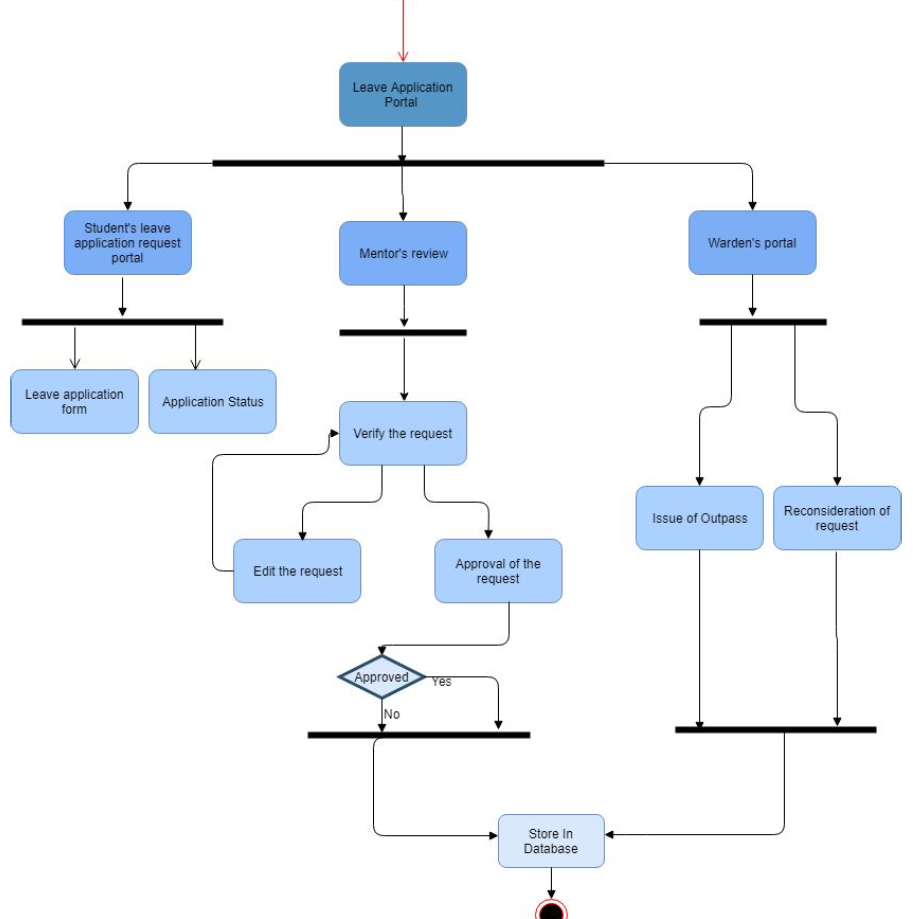 Leave Application
Portal
Student's leave
application request
portal
Mentor's review
Warden's portal
Leave application
form
Application Status
Verify the request
Issue of Outpass
Reconsideration of
request
Edit the request
Approval of the
request
Approved
Yes
No
Store In
Database